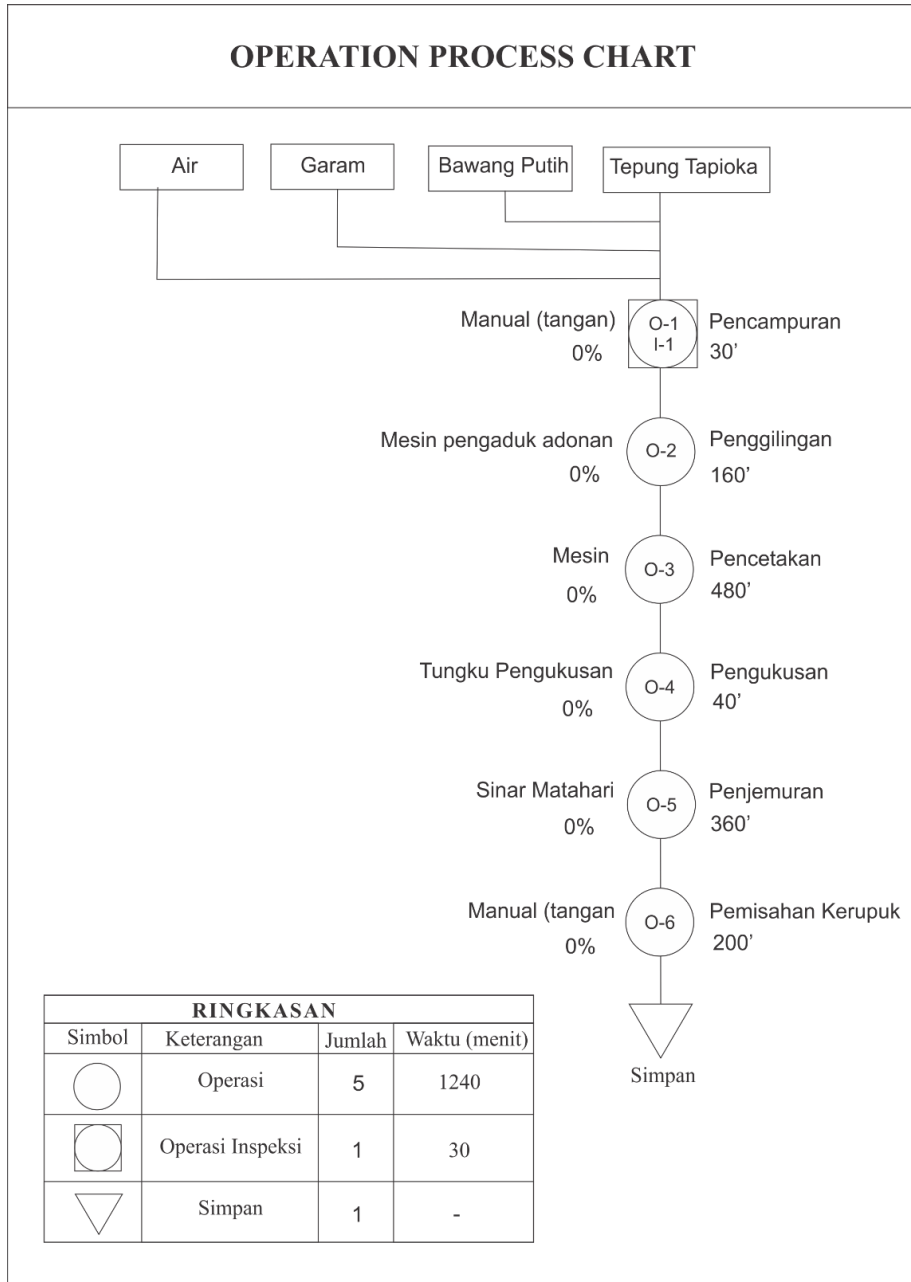 OPERATION PROCESS CHART
Air
Garam
Bawang Putih
Tepung Tapioka
Manual (tangan)
0%
O-1
I-1
Pencampuran
30’
Mesin pengaduk adonan
0%
O-2
Penggilingan
160’
Mesin
0%
O-3
Pencetakan
480’
Tungku Pengukusan
0%
O-4
Pengukusan
40’
Sinar Matahari
0%
O-5
Penjemuran
360’
Manual (tangan
0%
O-6
Pemisahan Kerupuk
200’
Simpan
RINGKASAN
Simbol Keterangan Jumlah Waktu (menit)
Operasi 5 1240
Operasi Inspeksi 1 30
Simpan 1 -